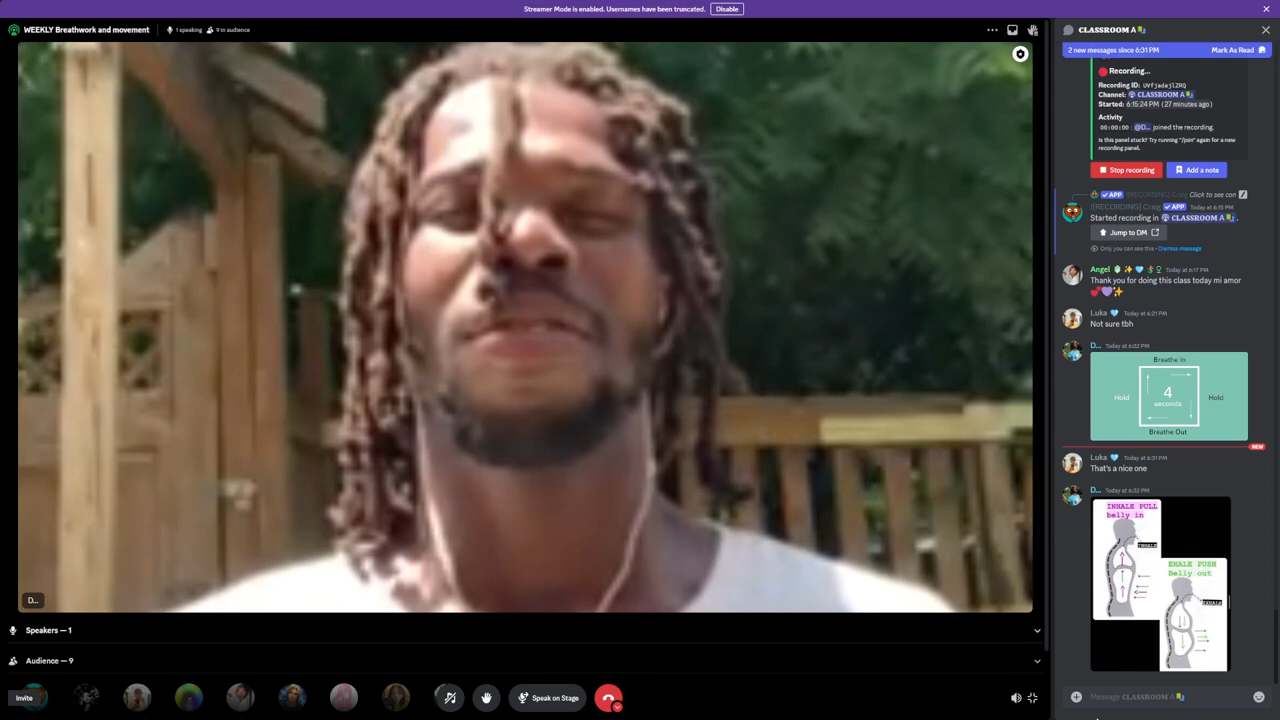 Streamer Mode is enabled. Usernames have been truncated. Disable
WEEKLY Breathwork and movement 1 speaking 9 in audience
D...
Speakers — 1
Audience — 9
Invite
Speak on Stage
CLASSROOM A
2 new messages since 6:31 PM Mark As Read
Recording...
Recording ID: UVfjadajlZRQ
Channel: CLASSROOM A
Started: 6:15:24 PM (27 minutes ago)
Activity
00:00:00: @D... joined the recording.
Is this panel stuck? Try running "/join" again for a new
recording panel.
Stop recording Add a note
APP [RECORDING] Craig Click to see con
![RECORDING] Craig APP Today at 6:15 PM
Started recording in CLASSROOM A .
Jump to DM
Only you can see this • Dismiss message
Angel Today at 6:17 PM
Thank you for doing this class today mi amor
Luka Today at 6:21 PM
Not sure tbh
D... Today at 6:22 PM
Breathe In
Hold 4 Hold
seconds
Breathe Out
NEW
Luka Today at 6:31 PM
That's a nice one
D... Today at 6:32 PM
INHALE PULL
belly in
INHALE
EHALE PUSH
Belly out
EXHALE
Message CLASSROOM A